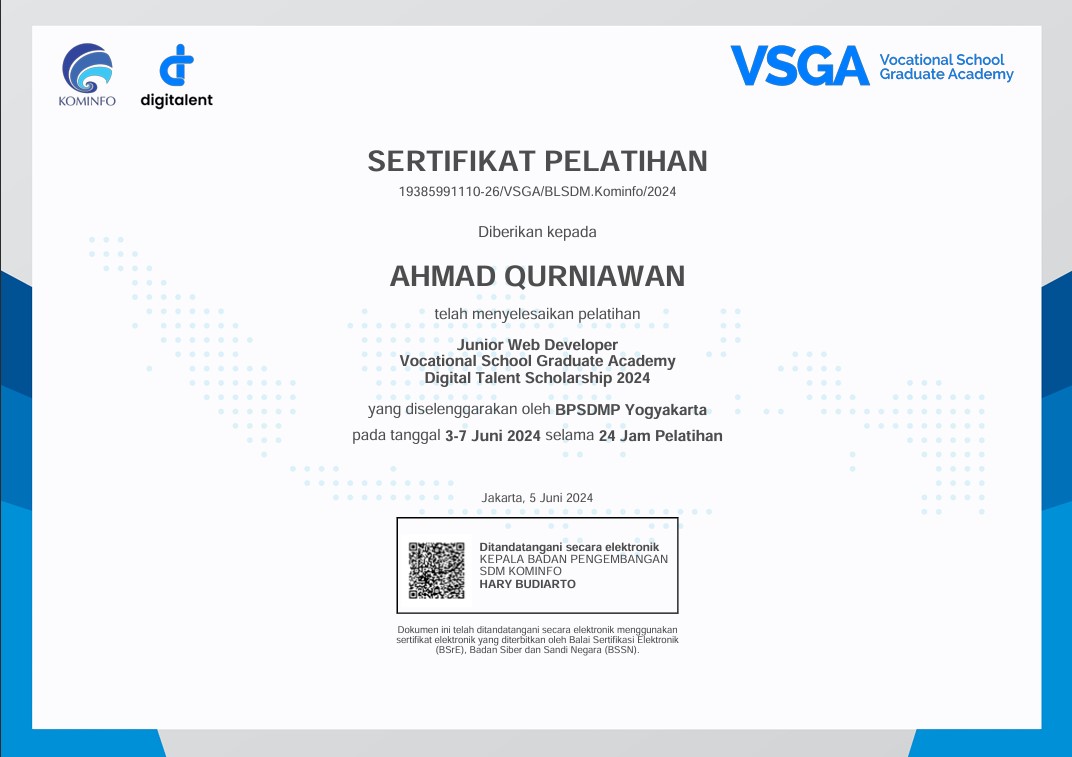 KOMINFO
digitalent
VSGA
Vocational School
Graduate Academy
SERTIFIKAT PELATIHAN
19385991110-26/VSGA/BLSDM.Kominfo/2024
Diberikan kepada
AHMAD QURNIAWAN
telah menyelesaikan pelatihan
Junior Web Developer
Vocational School Graduate Academy
Digital Talent Scholarship 2024
yang diselenggarakan oleh BPSDMP Yogyakarta
pada tanggal 3-7 Juni 2024 selama 24 Jam Pelatihan
Jakarta, 5 Juni 2024
Ditandatangani secara elektronik
KEPALA BADAN PENGEMBANGAN
SDM KOMINFO
HARY BUDIARTO
Dokumen ini telah ditandatangani secara elektronik menggunakan
sertifikat elektronik yang diterbitkan oleh Balai Sertifikasi Elektronik
(BSrE), Badan Siber dan Sandi Negara (BSSN).